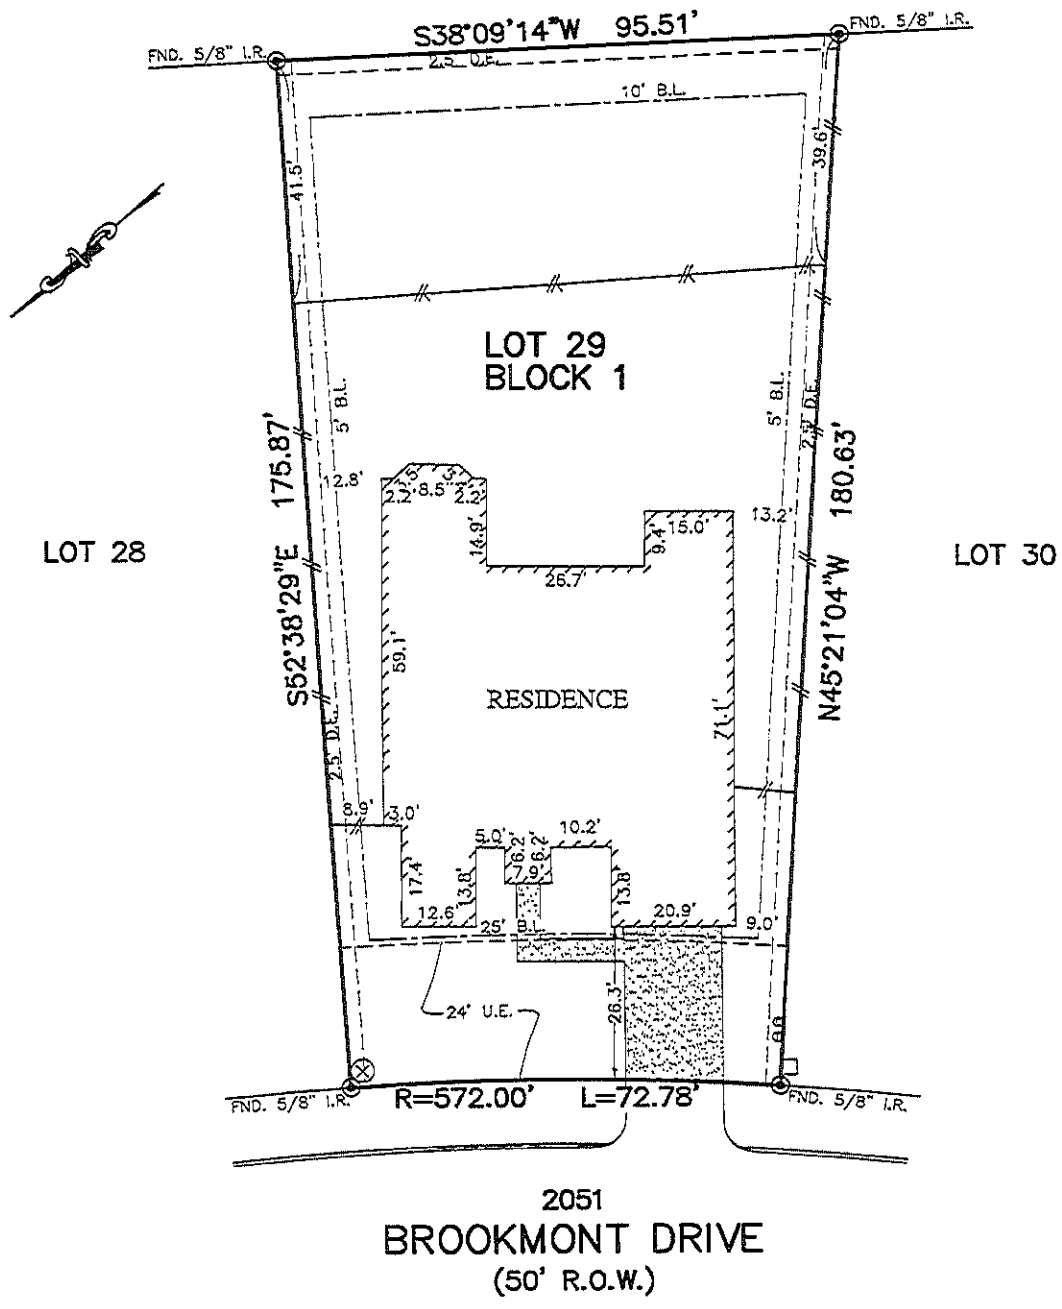 S38°09'14"W 95.51'
FND. 5/8" I.R.
FND. 5/8" I.R.
2.5' D.E.
10' B.L.
41.5'
39.6'
LOT 29
BLOCK 1
5' B.L.
5' B.L.
2.5' D.E.
S52°38'29"E 175.87'
N45°21'04"W 180.63'
LOT 28
LOT 30
12.8'
2.2'
8.5'
2.2'
14.9'
9.4'
15.0'
13.2'
26.7'
59.1'
RESIDENCE
71.1'
2.5' D.E.
8.9'
3.0'
5.0'
6.2'
6.2'
10.2'
7.9'
17.4'
13.8'
13.8'
12.6'
20.9'
9.0'
25' B.L.
24' U.E.
26.3'
FND. 5/8" I.R.
R=572.00' L=72.78'
FND. 5/8" I.R.
2051
BROOKMONT DRIVE
(50' R.O.W.)